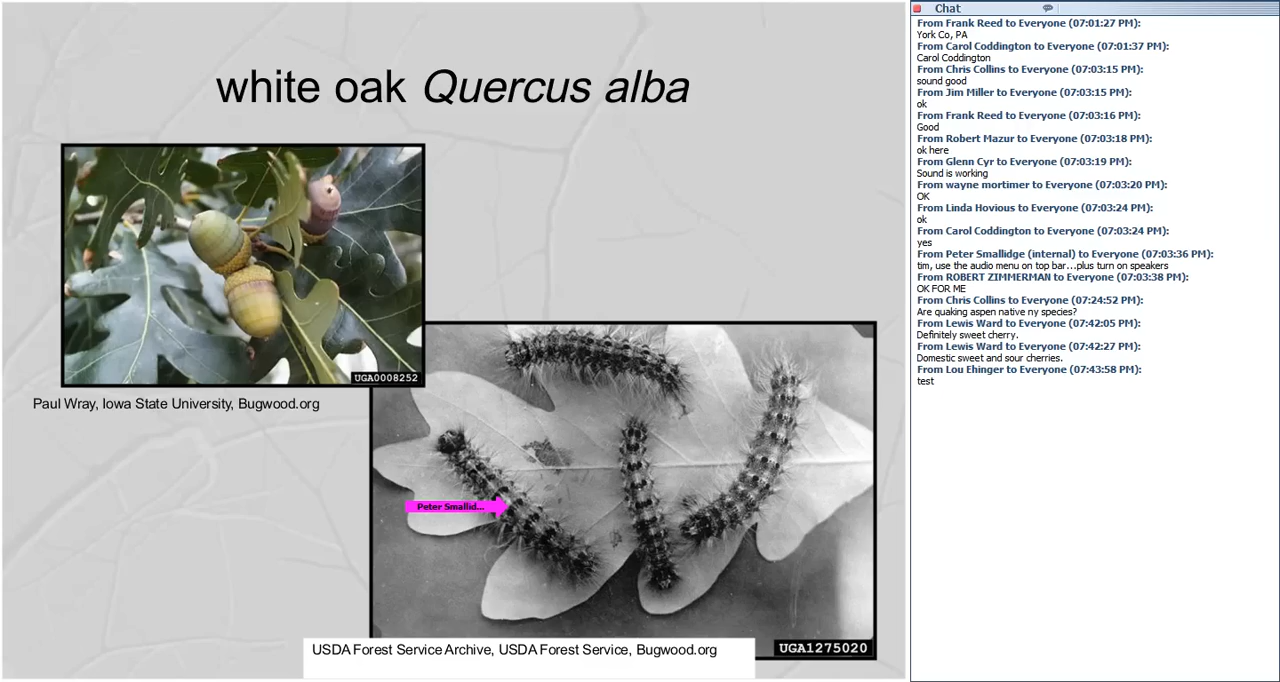 white oak Quercus alba
UGA0008252
Paul Wray, Iowa State University, Bugwood.org
Peter Smallid...
UGA1275020
USDA Forest Service Archive, USDA Forest Service, Bugwood.org
Chat
From Frank Reed to Everyone (07:01:27 PM):
York Co, PA
From Carol Coddington to Everyone (07:01:37 PM):
Carol Coddington
From Chris Collins to Everyone (07:03:15 PM):
sound good
From Jim Miller to Everyone (07:03:15 PM):
ok
From Frank Reed to Everyone (07:03:16 PM):
Good
From Robert Mazur to Everyone (07:03:18 PM):
ok here
From Glenn Cyr to Everyone (07:03:19 PM):
Sound is working
From wayne mortimer to Everyone (07:03:20 PM):
OK
From Linda Hovious to Everyone (07:03:24 PM):
ok
From Carol Coddington to Everyone (07:03:24 PM):
yes
From Peter Smallidge (internal) to Everyone (07:03:36 PM):
tim, use the audio menu on top bar...plus turn on speakers
From ROBERT ZIMMERMAN to Everyone (07:03:38 PM):
OK FOR ME
From Chris Collins to Everyone (07:24:52 PM):
Are quaking aspen native ny species?
From Lewis Ward to Everyone (07:42:05 PM):
Definitely sweet cherry.
From Lewis Ward to Everyone (07:42:27 PM):
Domestic sweet and sour cherries.
From Lou Ehinger to Everyone (07:43:58 PM):
test